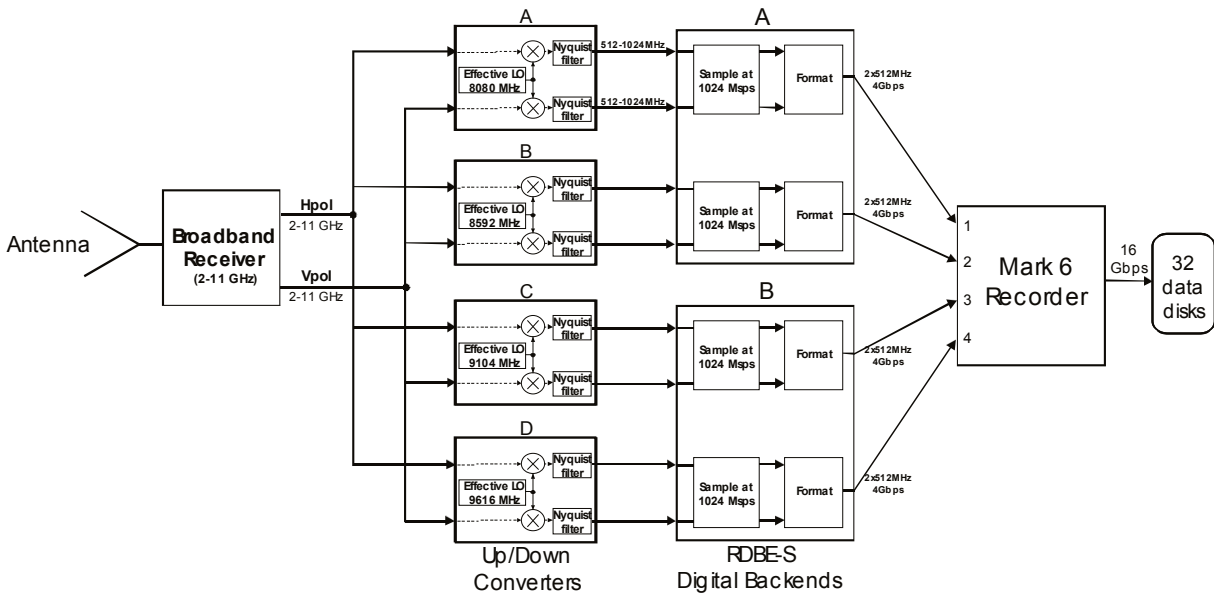 Antenna
Broadband
Receiver
(2-11 GHz)
Hpol
2-11 GHz
Vpol
2-11 GHz
A
Effective LO
8080 MHz
Nyquist
filter
Nyquist
filter
B
Effective LO
8592 MHz
Nyquist
filter
Nyquist
filter
C
Effective LO
9104 MHz
Nyquist
filter
Nyquist
filter
D
Effective LO
9616 MHz
Nyquist
filter
Nyquist
filter
Up/Down
Converters
512-1024MHz
512-1024MHz
A
Sample at
1024 Msps
Format
Sample at
1024 Msps
Format
B
Sample at
1024 Msps
Format
Sample at
1024 Msps
Format
RDBE-S
Digital Backends
2x512MHz
4Gbps
2x512MHz
4Gbps
2x512MHz
4Gbps
2x512MHz
4Gbps
1
2
3
4
Mark 6
Recorder
16
Gbps
32
data
disks